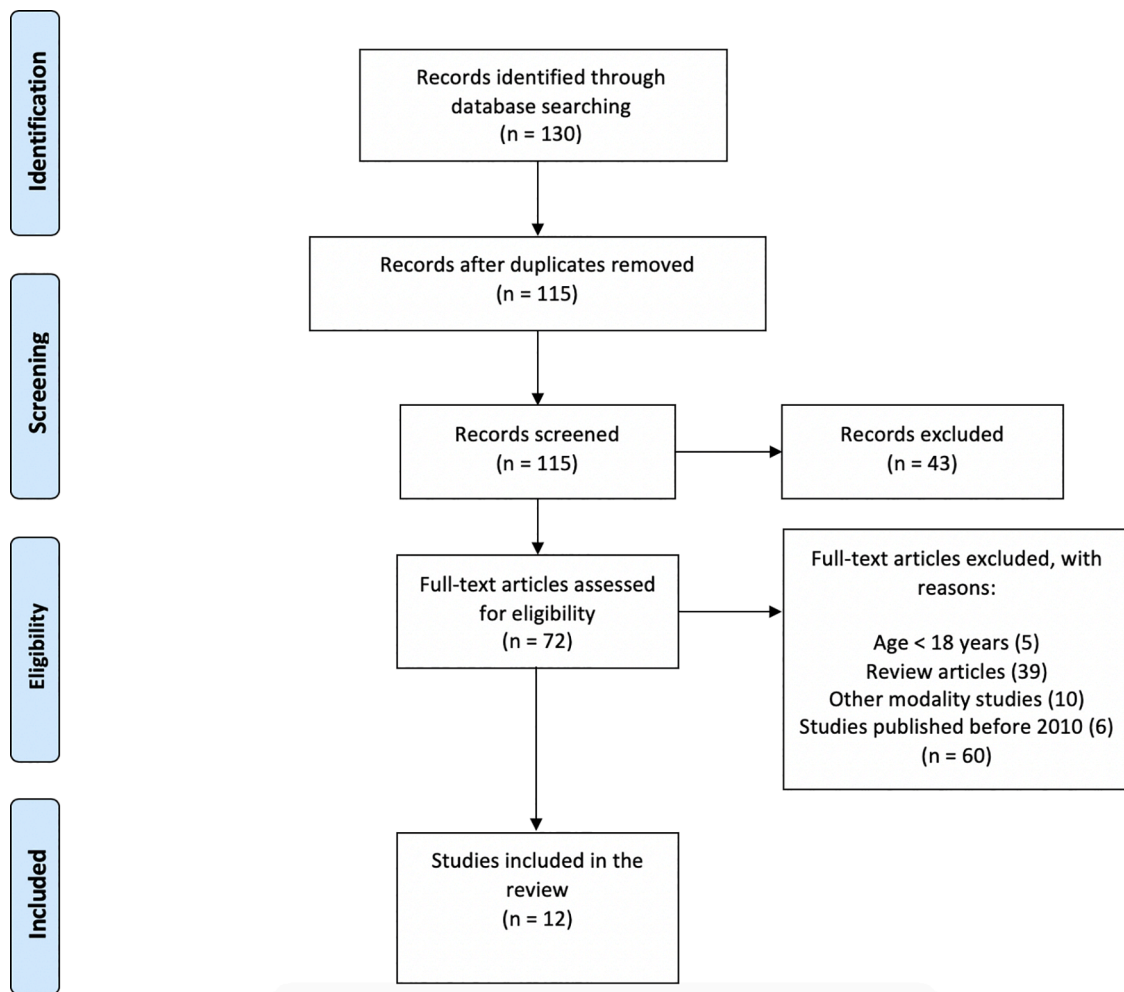 Identification
Records identified through
database searching
(n = 130)
Records after duplicates removed
(n = 115)
Screening
Records screened
(n = 115)
Records excluded
(n = 43)
Eligibility
Full-text articles assessed
for eligibility
(n = 72)
Full-text articles excluded, with
reasons:
Age < 18 years (5)
Review articles (39)
Other modality studies (10)
Studies published before 2010 (6)
(n = 60)
Included
Studies included in the
review
(n = 12)